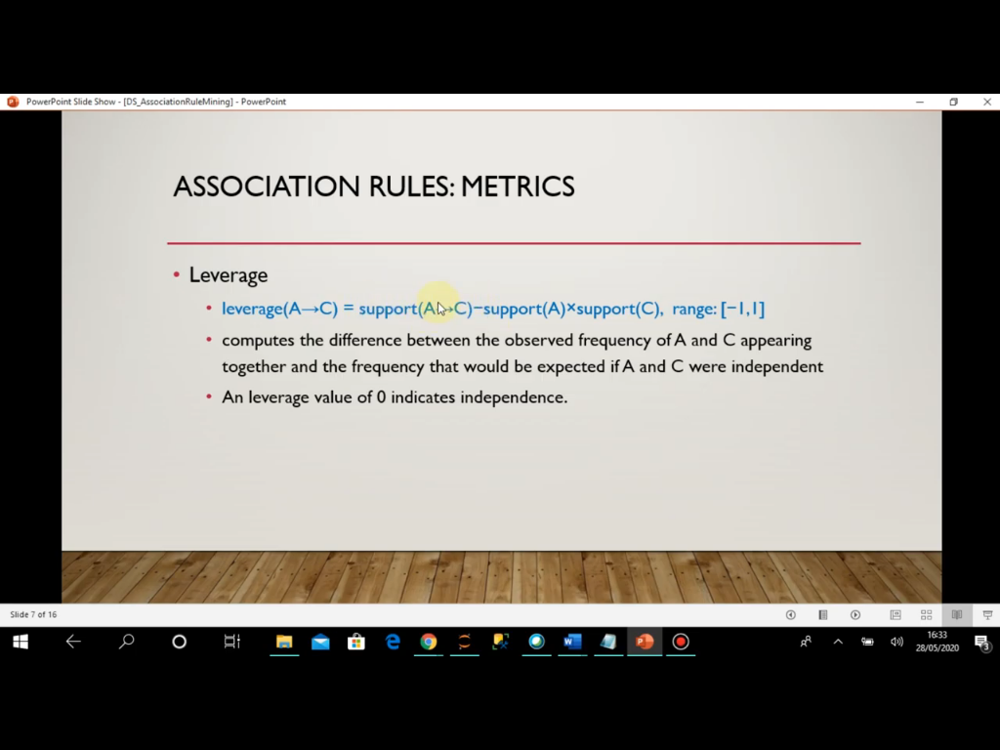 PowerPoint Slide Show - [DS_AssociationRuleMining] - PowerPoint
ASSOCIATION RULES: METRICS
• Leverage
• leverage(A→C) = support(A→C)−support(A)×support(C), range: [−1,1]
• computes the difference between the observed frequency of A and C appearing
together and the frequency that would be expected if A and C were independent
• An leverage value of 0 indicates independence.
Slide 7 of 16
16:33
28/05/2020
3